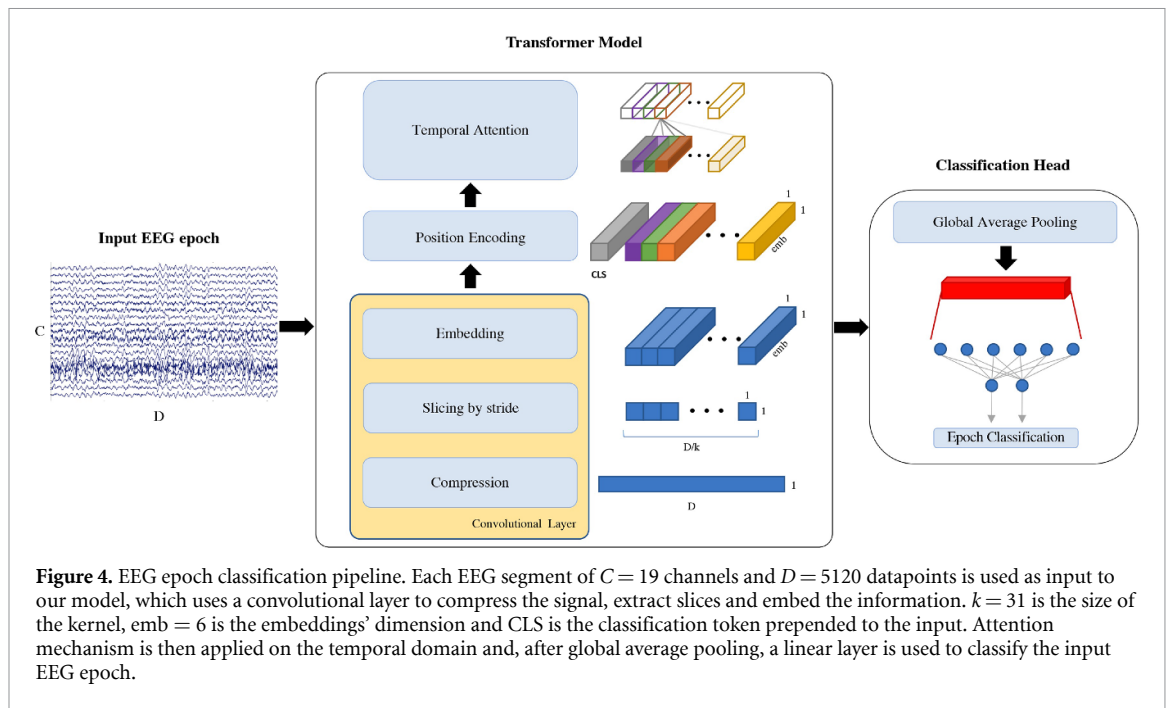 Transformer Model
Temporal Attention
Position Encoding
1
1
emb
CLS
Input EEG epoch
C
D
Embedding
1
1
emb
Slicing by stride
1
1
D/k
Compression
1
D
Convolutional Layer
Classification Head
Global Average Pooling
Epoch Classification
Figure 4. EEG epoch classification pipeline. Each EEG segment of C = 19 channels and D = 5120 datapoints is used as input to
our model, which uses a convolutional layer to compress the signal, extract slices and embed the information. k = 31 is the size of
the kernel, emb = 6 is the embeddings' dimension and CLS is the classification token prepended to the input. Attention
mechanism is then applied on the temporal domain and, after global average pooling, a linear layer is used to classify the input
EEG epoch.